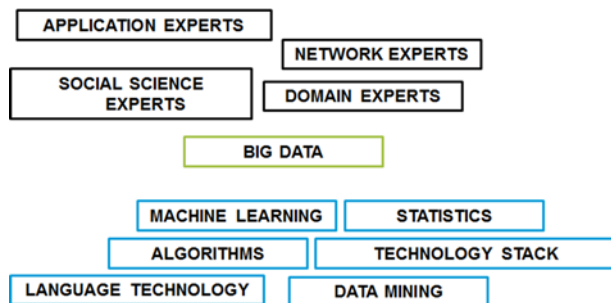 APPLICATION EXPERTS
NETWORK EXPERTS
SOCIAL SCIENCE
EXPERTS
DOMAIN EXPERTS
BIG DATA
MACHINE LEARNING
STATISTICS
ALGORITHMS
TECHNOLOGY STACK
LANGUAGE TECHNOLOGY
DATA MINING